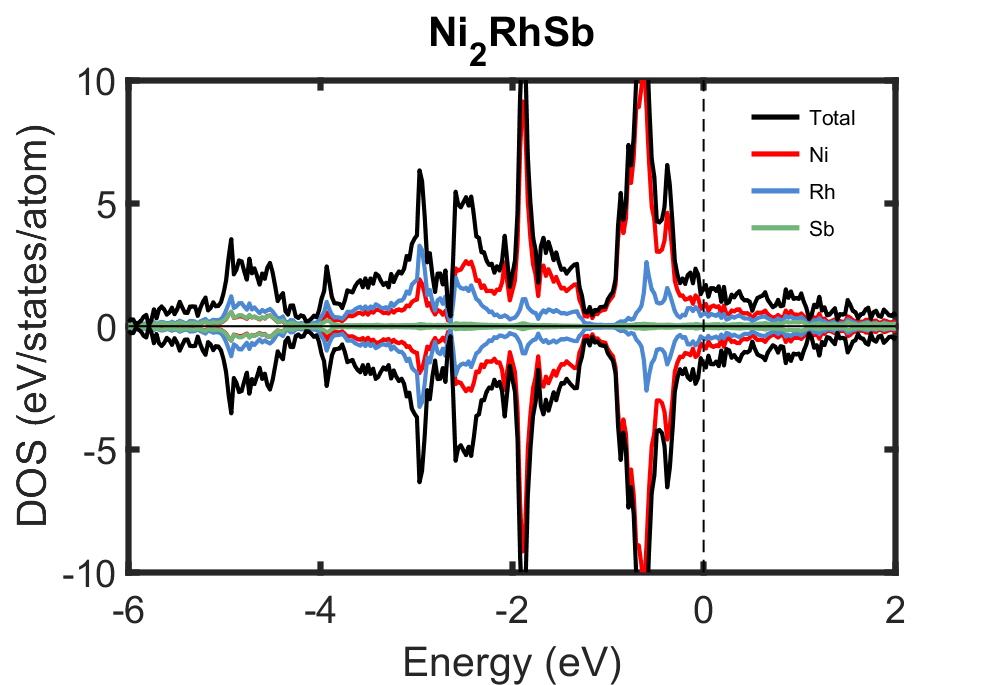 Ni₂RhSb
DOS (eV/states/atom)
10
5
0
-5
-10
Total
Ni
Rh
Sb
-6 -4 -2 0 2
Energy (eV)